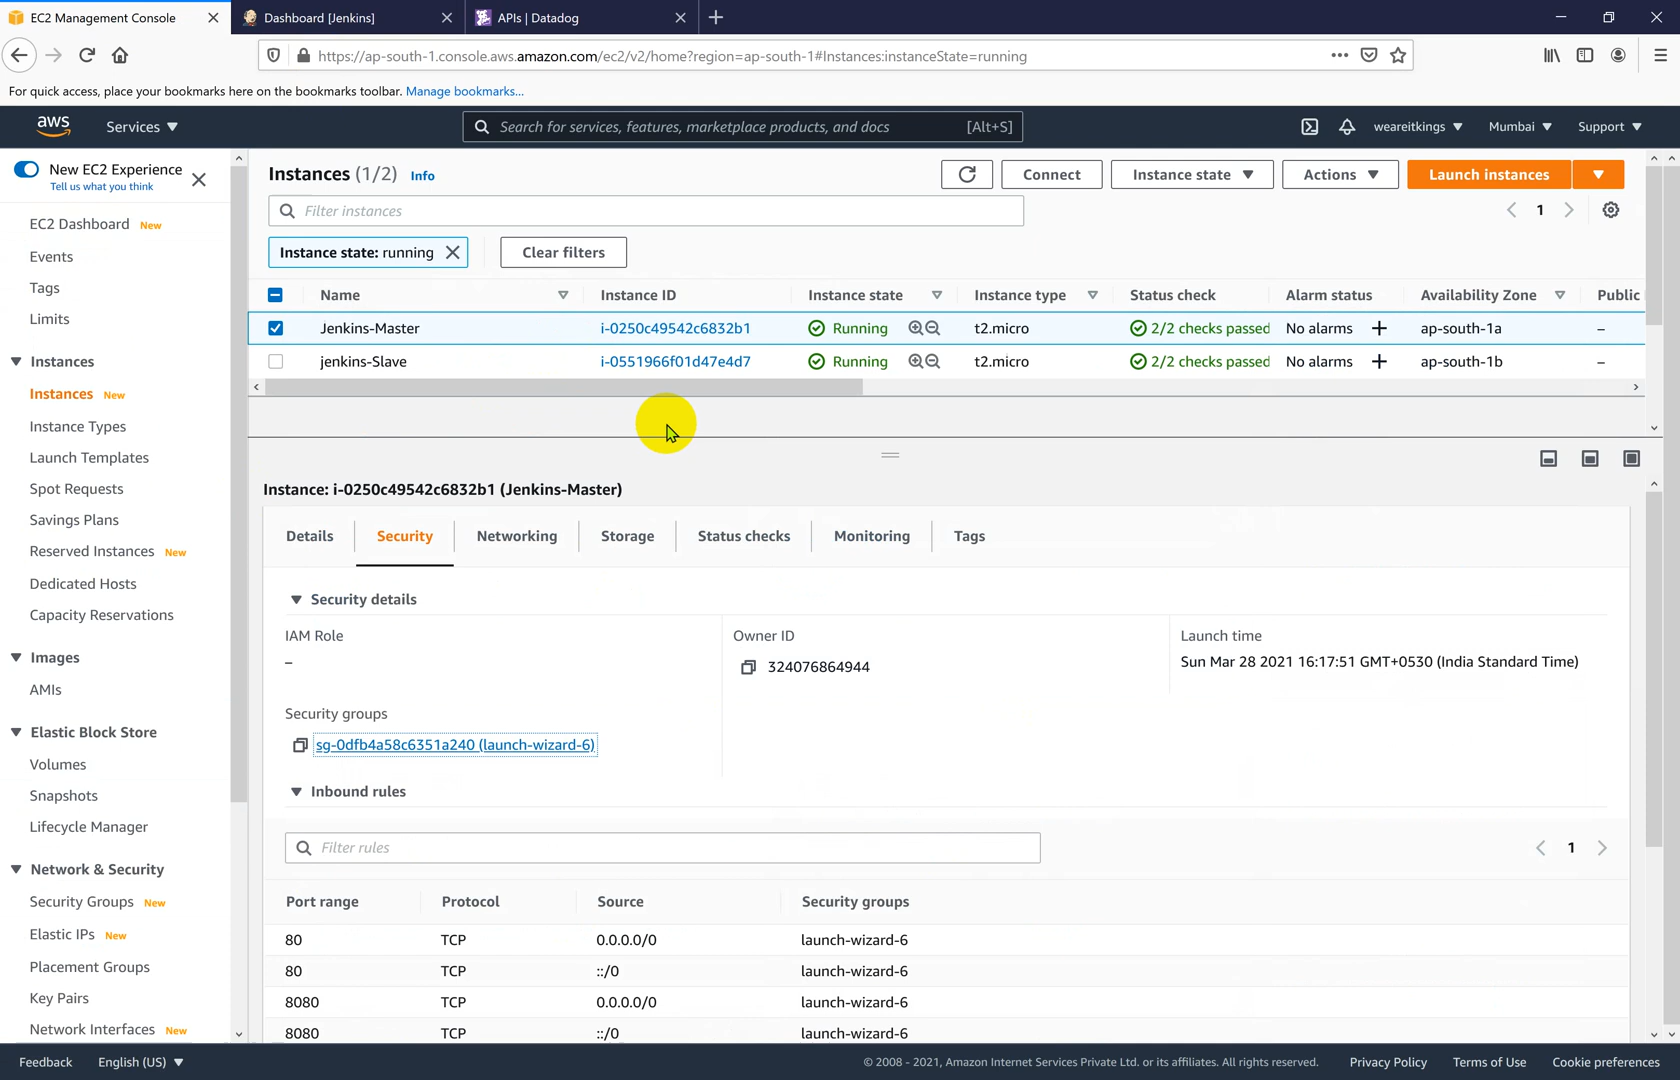 EC2 Management Console
Dashboard [Jenkins]
APIs | Datadog
https://ap-south-1.console.aws.amazon.com/ec2/v2/home?region=ap-south-1#Instances:instanceState=running
For quick access, place your bookmarks here on the bookmarks toolbar. Manage bookmarks...
aws
Services
Search for services, features, marketplace products, and docs
[Alt+S]
weareitkings
Mumbai
Support
New EC2 Experience
Tell us what you think
EC2 Dashboard New
Events
Tags
Limits
Instances
Instances New
Instance Types
Launch Templates
Spot Requests
Savings Plans
Reserved Instances New
Dedicated Hosts
Capacity Reservations
Images
AMIs
Elastic Block Store
Volumes
Snapshots
Lifecycle Manager
Network & Security
Security Groups New
Elastic IPs New
Placement Groups
Key Pairs
Network Interfaces New
Instances (1/2) Info
Connect
Instance state
Actions
Launch instances
Filter instances
1
Instance state: running
Clear filters
Name Instance ID Instance state Instance type Status check Alarm status Availability Zone Public
Jenkins-Master i-0250c49542c6832b1 Running t2.micro 2/2 checks passed No alarms + ap-south-1a –
jenkins-Slave i-0551966f01d47e4d7 Running t2.micro 2/2 checks passed No alarms + ap-south-1b –
Instance: i-0250c49542c6832b1 (Jenkins-Master)
Details Security Networking Storage Status checks Monitoring Tags
Security details
IAM Role
–
Owner ID
324076864944
Launch time
Sun Mar 28 2021 16:17:51 GMT+0530 (India Standard Time)
Security groups
sg-0dfb4a58c6351a240 (launch-wizard-6)
Inbound rules
Filter rules
1
Port range Protocol Source Security groups
80 TCP 0.0.0.0/0 launch-wizard-6
80 TCP ::/0 launch-wizard-6
8080 TCP 0.0.0.0/0 launch-wizard-6
8080 TCP ::/0 launch-wizard-6
Feedback
English (US)
© 2008 - 2021, Amazon Internet Services Private Ltd. or its affiliates. All rights reserved.
Privacy Policy
Terms of Use
Cookie preferences